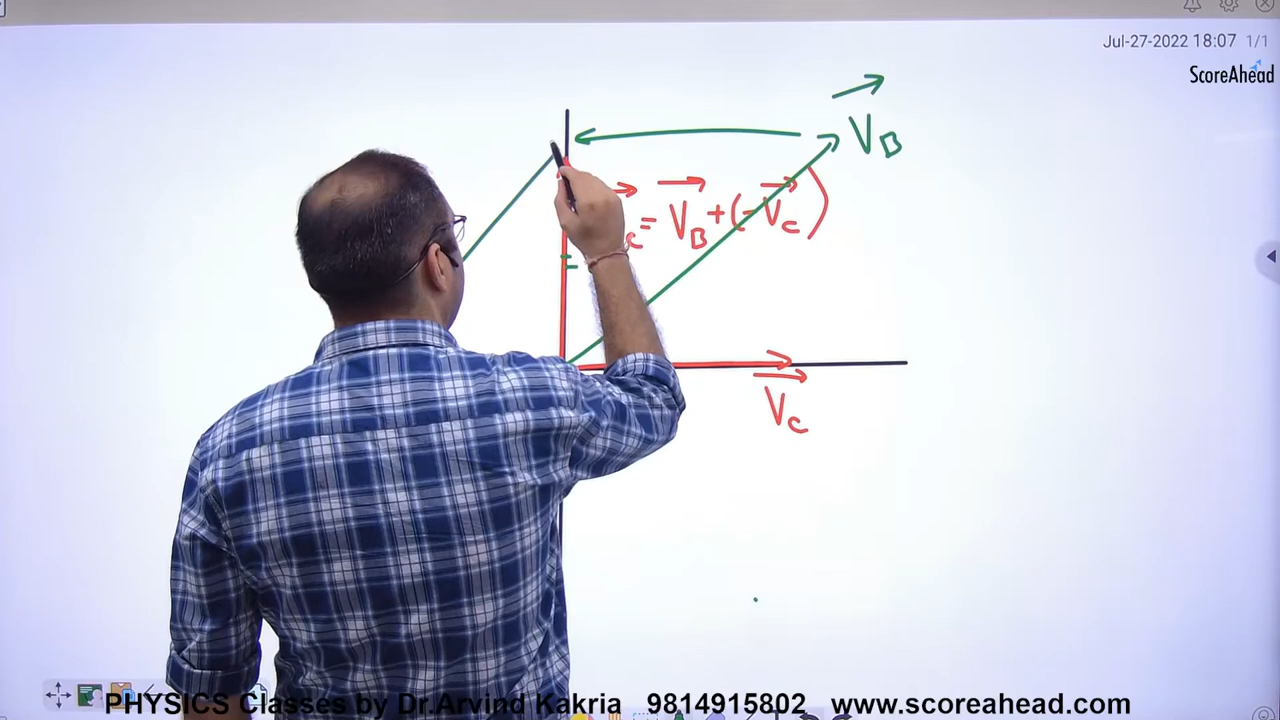 Jul-27-2022 18:07 1/1
ScoreAhead
V_B
c = V_B + (-V_C)
V_C
PHYSICS Classes by Dr.Arvind Kakria 9814915802 www.scoreahead.com